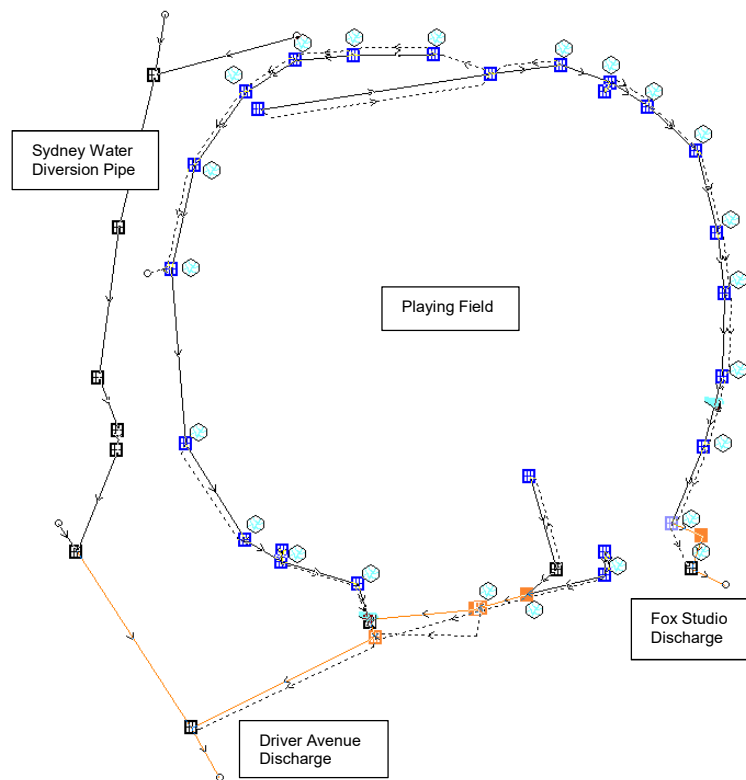 Sydney Water
Diversion Pipe
Playing Field
Fox Studio
Discharge
Driver Avenue
Discharge